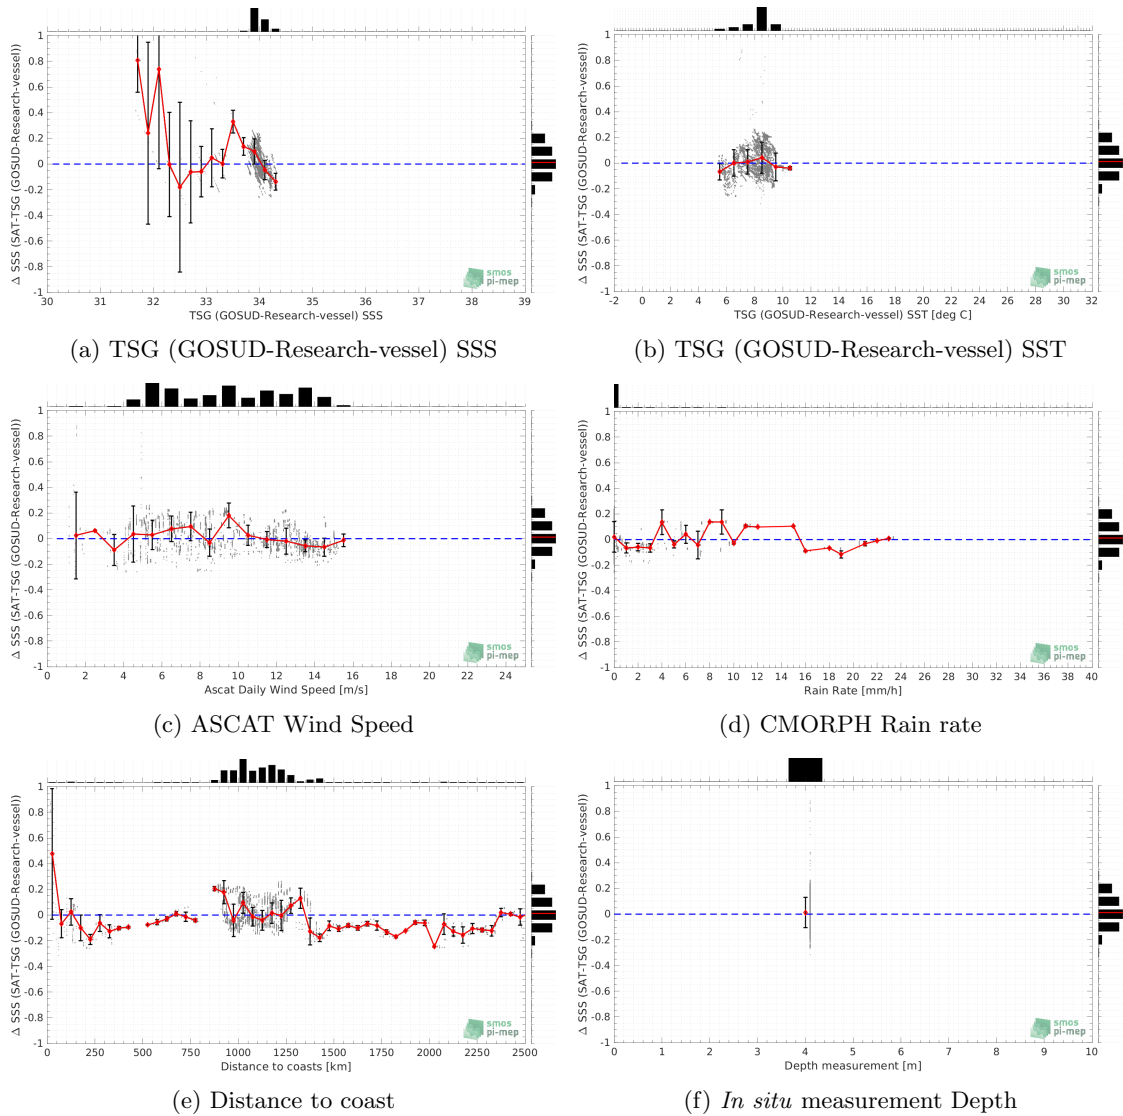 Δ SSS (SAT-TSG (GOSUD-Research-vessel))
1
0.8
0.6
0.4
0.2
0
-0.2
-0.4
-0.6
-0.8
-1
smos
pi-mep
30 31 32 33 34 35 36 37 38 39
TSG (GOSUD-Research-vessel) SSS
(a) TSG (GOSUD-Research-vessel) SSS
Δ SSS (SAT-TSG (GOSUD-Research-vessel))
1
0.8
0.6
0.4
0.2
0
-0.2
-0.4
-0.6
-0.8
-1
smos
pi-mep
-2 0 2 4 6 8 10 12 14 16 18 20 22 24 26 28 30 32
TSG (GOSUD-Research-vessel) SST [deg C]
(b) TSG (GOSUD-Research-vessel) SST
Δ SSS (SAT-TSG (GOSUD-Research-vessel))
1
0.8
0.6
0.4
0.2
0
-0.2
-0.4
-0.6
-0.8
-1
smos
pi-mep
0 2 4 6 8 10 12 14 16 18 20 22 24
Ascat Daily Wind Speed [m/s]
(c) ASCAT Wind Speed
Δ SSS (SAT-TSG (GOSUD-Research-vessel))
1
0.8
0.6
0.4
0.2
0
-0.2
-0.4
-0.6
-0.8
-1
smos
pi-mep
0 2 4 6 8 10 12 14 16 18 20 22 24 26 28 30 32 34 36 38 40
Rain Rate [mm/h]
(d) CMORPH Rain rate
Δ SSS (SAT-TSG (GOSUD-Research-vessel))
1
0.8
0.6
0.4
0.2
0
-0.2
-0.4
-0.6
-0.8
-1
smos
pi-mep
0 250 500 750 1000 1250 1500 1750 2000 2250 2500
Distance to coasts [km]
(e) Distance to coast
Δ SSS (SAT-TSG (GOSUD-Research-vessel))
1
0.8
0.6
0.4
0.2
0
-0.2
-0.4
-0.6
-0.8
-1
smos
pi-mep
0 1 2 3 4 5 6 7 8 9 10
Depth measurement [m]
(f) In situ measurement Depth